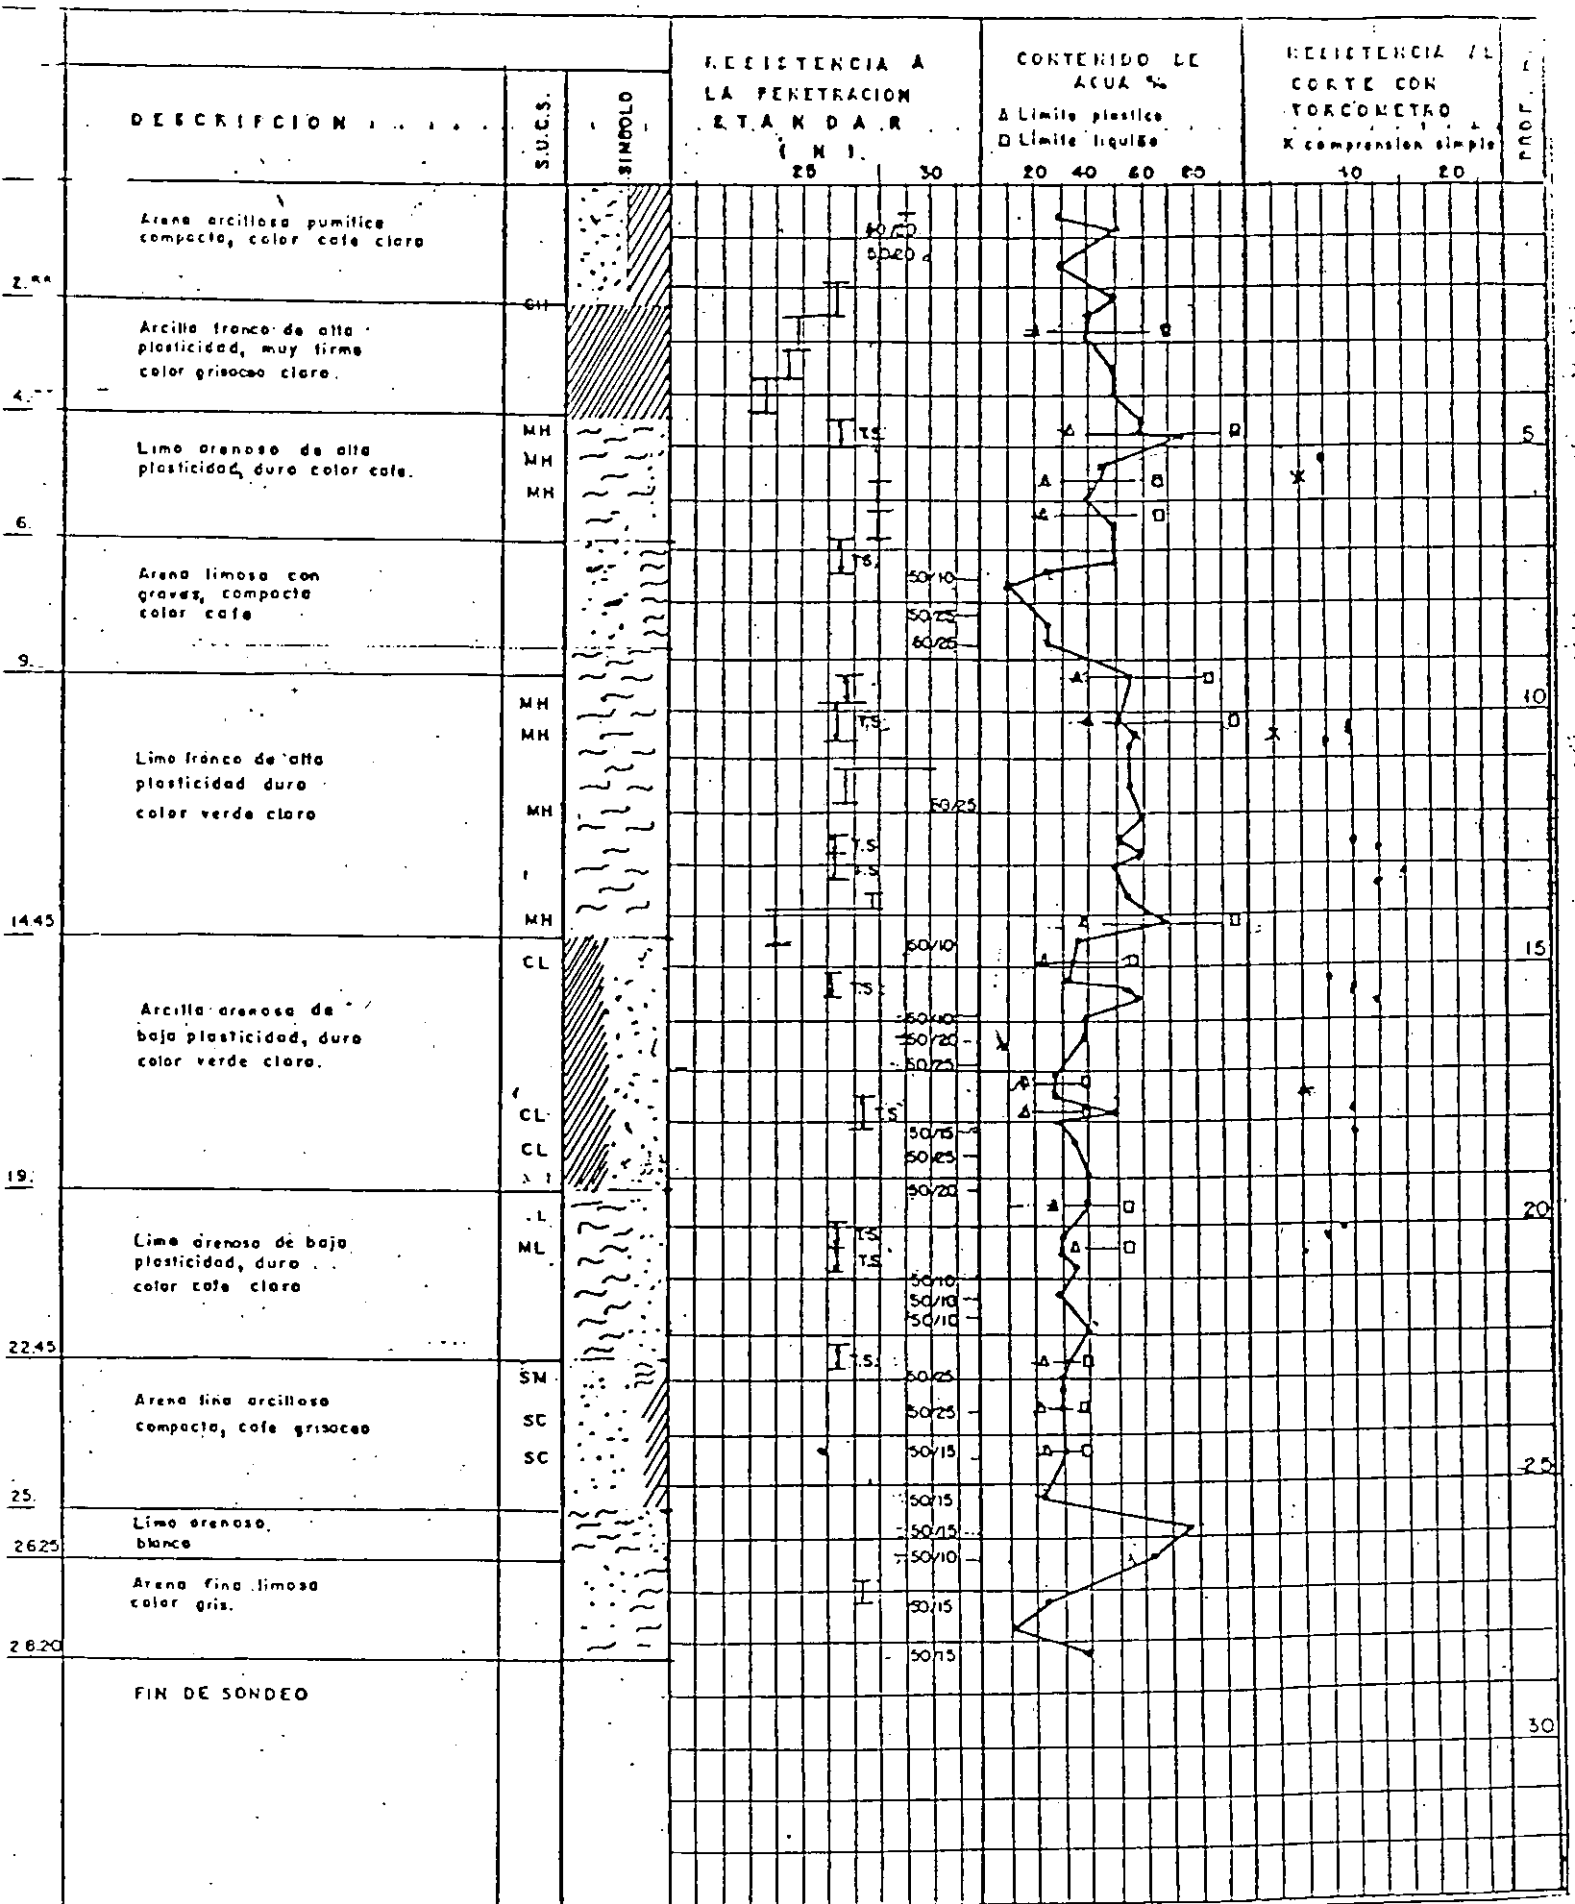 DESCRIPCION
S.U.C.S.
SIMBOLO
RESISTENCIA A
LA PENETRACION
ETANDAR
( N )
25 30
CONTENIDO DE
AGUA %
Δ Limite plastico
□ Limite liquido
20 40 60 80
RESISTENCIA AL
CORTE CON
TORCOMETRO
X comprension simple
10 20
PROF.
Arena arcillosa pumitica
compacta, color cafe claro
50/20
2.
CH
Arcilla franco de alta
plasticidad, muy firme
color grisaceo claro.
4.
MH
T.S
5
Limo arenoso de alta
plasticidad, duro color cafe.
MH
MH
6.
T.S.
Arena limosa con
gravas, compacta
color cafe
50/10
50/25
50/25
9.
MH
10
MH
T.S
Limo franco de alta
plasticidad duro
color verde claro
MH
50/25
T.S
T.S
14.45
MH
50/10
15
CL
T.S
Arcilla arenosa de
baja plasticidad, duro
color verde claro.
50/10
50/20
50/25
CL
T.S
50/15
CL
50/25
19.
50/20
20
Limo arenoso de baja
plasticidad, duro
color cafe claro
ML
T.S
T.S
50/10
50/10
50/10
22.45
T.S.
SM
50/25
Arena fina arcillosa
compacta, cafe grisaceo
SC
50/25
SC
50/15
25
25.
50/15
Limo arenoso,
blanco
50/15
26.25
50/10
Arena fina limosa
color gris.
50/15
28.20
50/15
FIN DE SONDEO
30